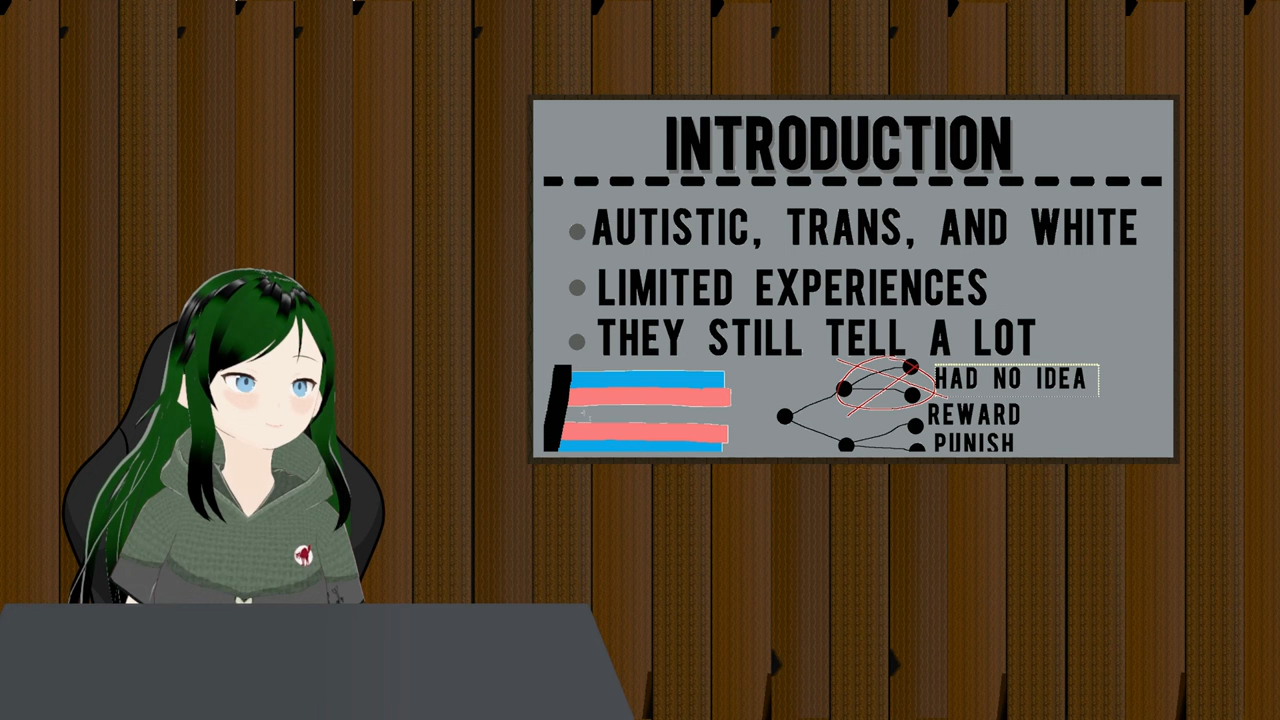 INTRODUCTION
AUTISTIC, TRANS, AND WHITE
LIMITED EXPERIENCES
THEY STILL TELL A LOT
HAD NO IDEA
REWARD
PUNISH